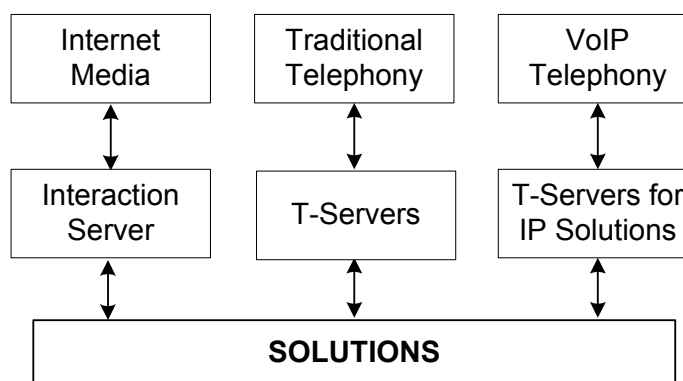 Internet
Media
Traditional
Telephony
VoIP
Telephony
Interaction
Server
T-Servers
T-Servers for
IP Solutions
SOLUTIONS